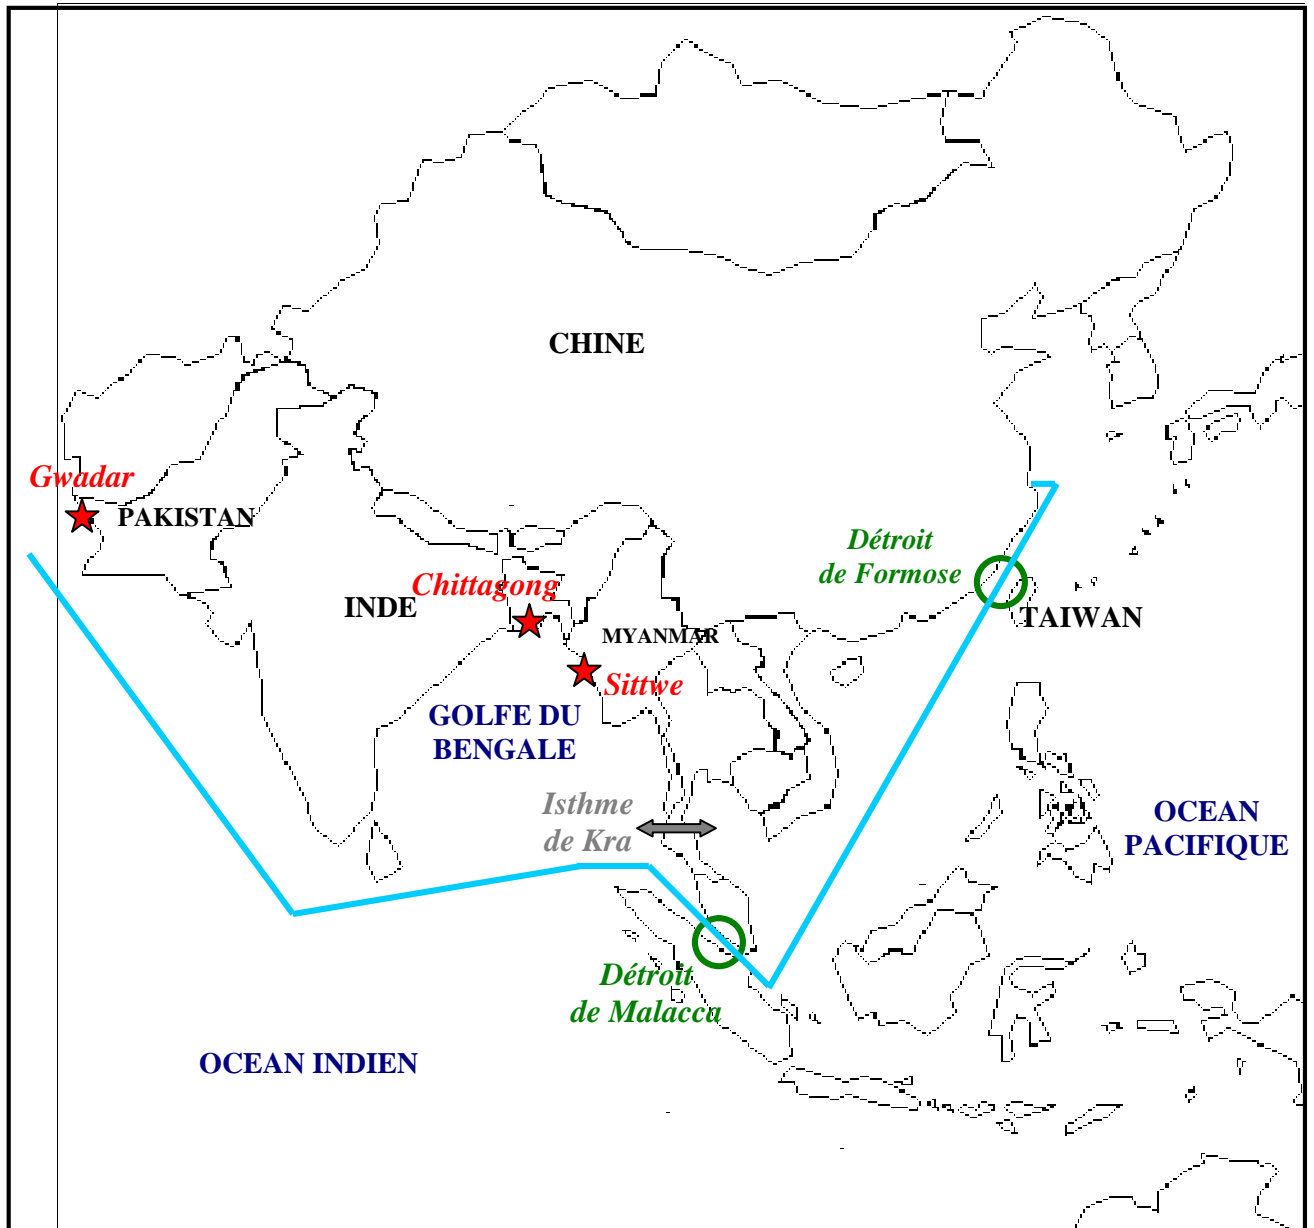 CHINE
Gwadar
PAKISTAN
Détroit
de Formose
Chittagong
INDE
TAIWAN
MYANMAR
Sittwe
GOLFE DU
BENGALE
Isthme
de Kra
OCEAN
PACIFIQUE
Détroit
de Malacca
OCEAN INDIEN